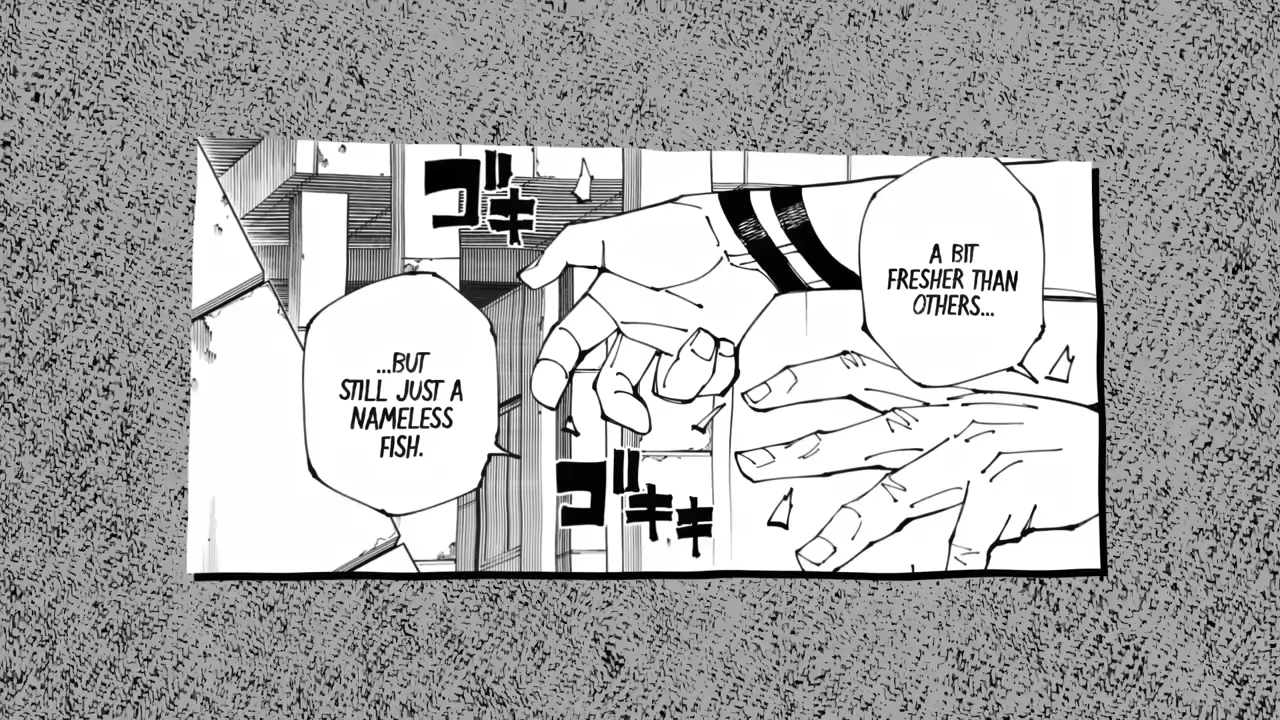 A BIT
FRESHER THAN
OTHERS...
ゴキ
...BUT
STILL JUST A
NAMELESS
FISH.
ゴキキ